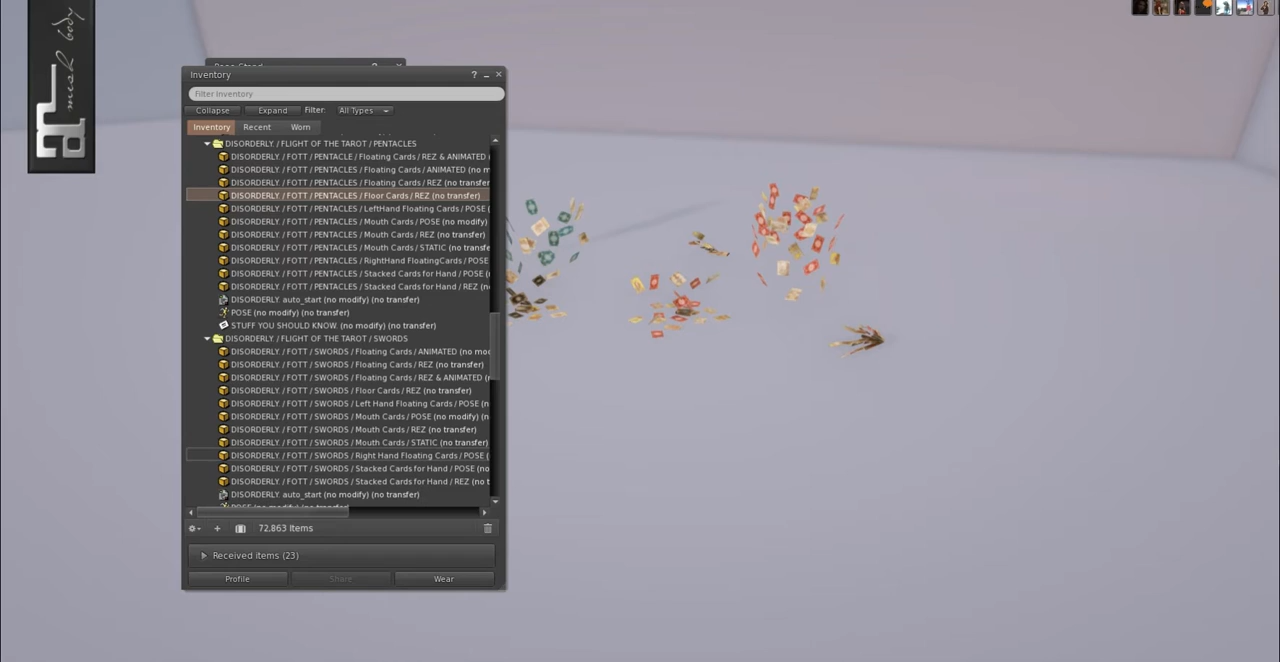 mesh body
Inventory
?
Filter Inventory
Collapse Expand Filter: All Types
Inventory Recent Worn
DISORDERLY. / FLIGHT OF THE TAROT / PENTACLES
DISORDERLY. / FOTT / PENTACLE / Floating Cards / REZ & ANIMATED (
DISORDERLY. / FOTT / PENTACLES / Floating Cards / ANIMATED (no m
DISORDERLY. / FOTT / PENTACLES / Floating Cards / REZ (no transfer
DISORDERLY. / FOTT / PENTACLES / Floor Cards / REZ (no transfer)
DISORDERLY. / FOTT / PENTACLES / LeftHand Floating Cards / POSE (
DISORDERLY. / FOTT / PENTACLES / Mouth Cards / POSE (no modify)
DISORDERLY. / FOTT / PENTACLES / Mouth Cards / REZ (no transfer)
DISORDERLY. / FOTT / PENTACLES / Mouth Cards / STATIC (no transfe
DISORDERLY. / FOTT / PENTACLES / RightHand FloatingCards / POSE
DISORDERLY. / FOTT / PENTACLES / Stacked Cards for Hand / POSE (
DISORDERLY. / FOTT / PENTACLES / Stacked Cards for Hand / REZ (no
DISORDERLY. auto_start (no modify) (no transfer)
POSE (no modify) (no transfer)
STUFF YOU SHOULD KNOW. (no modify) (no transfer)
DISORDERLY. / FLIGHT OF THE TAROT / SWORDS
DISORDERLY. / FOTT / SWORDS / Floating Cards / ANIMATED (no mo
DISORDERLY. / FOTT / SWORDS / Floating Cards / REZ (no transfer)
DISORDERLY. / FOTT / SWORDS / Floating Cards / REZ & ANIMATED (
DISORDERLY. / FOTT / SWORDS / Floor Cards / REZ (no transfer)
DISORDERLY. / FOTT / SWORDS / Left Hand Floating Cards / POSE (n
DISORDERLY. / FOTT / SWORDS / Mouth Cards / POSE (no modify) (n
DISORDERLY. / FOTT / SWORDS / Mouth Cards / REZ (no transfer)
DISORDERLY. / FOTT / SWORDS / Mouth Cards / STATIC (no transfer)
DISORDERLY. / FOTT / SWORDS / Right Hand Floating Cards / POSE (
DISORDERLY. / FOTT / SWORDS / Stacked Cards for Hand / POSE (no
DISORDERLY. / FOTT / SWORDS / Stacked Cards for Hand / REZ (no t
DISORDERLY. auto_start (no modify) (no transfer)
POSE (no modify) (no transfer)
72,863 Items
Received items (23)
Profile Share Wear